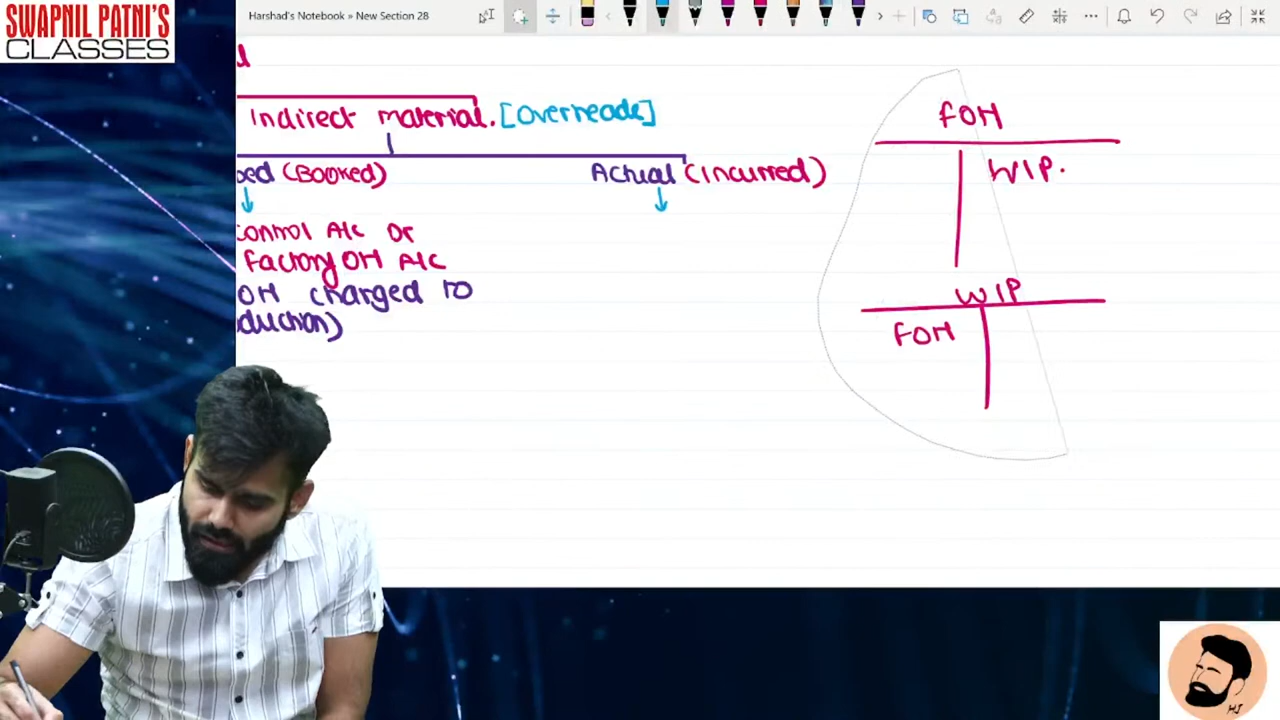 SWAPNIL PATNI'S
CLASSES
Harshad's Notebook » New Section 28
Indirect material. [Overheads]
(Booked)
Actual (Incurred)
Control A/c or
Factory OH A/c
OH charged to
FOH
WIP.
WIP
FOH
HJ